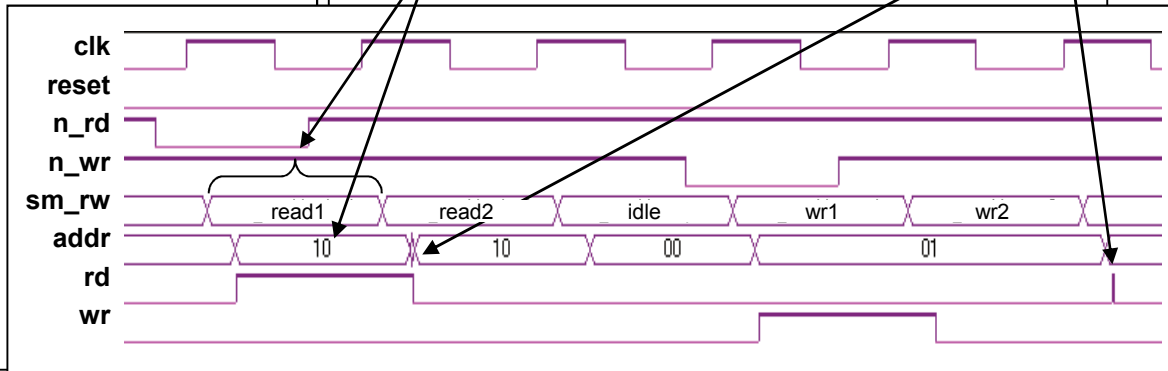 clk
reset
n_rd
n_wr
sm_rw read1 read2 idle wr1 wr2
addr 10 10 00 01
rd
wr